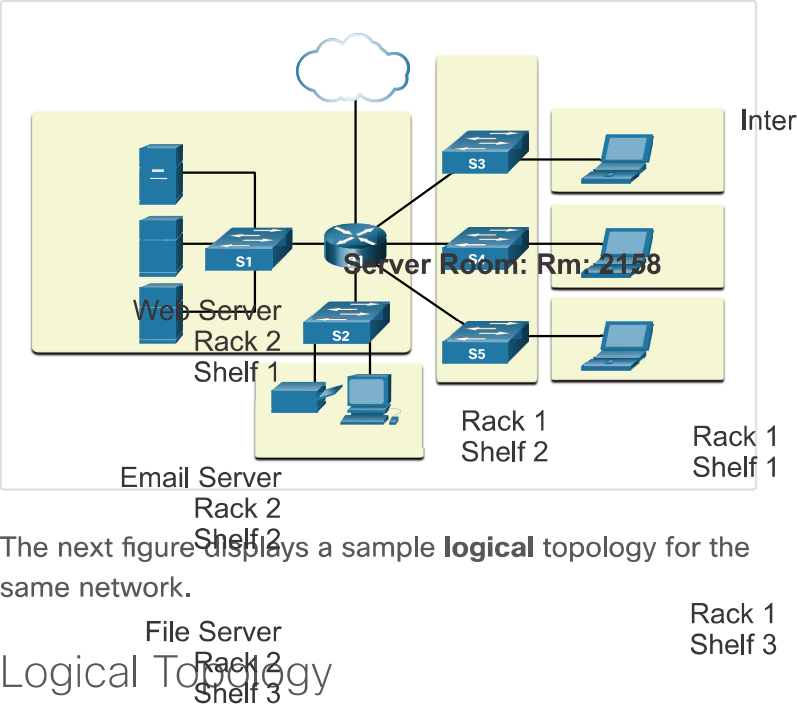 Inter
S3
S1
S4
Server Room: Rm: 2158
Web Server
Rack 2
Shelf 1
S2
S5
Rack 1
Shelf 2
Rack 1
Shelf 1
Email Server
Rack 2
Shelf 2
The next figure displays a sample logical topology for the
same network.
Rack 1
Shelf 3
File Server
Rack 2
Shelf 3
Logical Topology